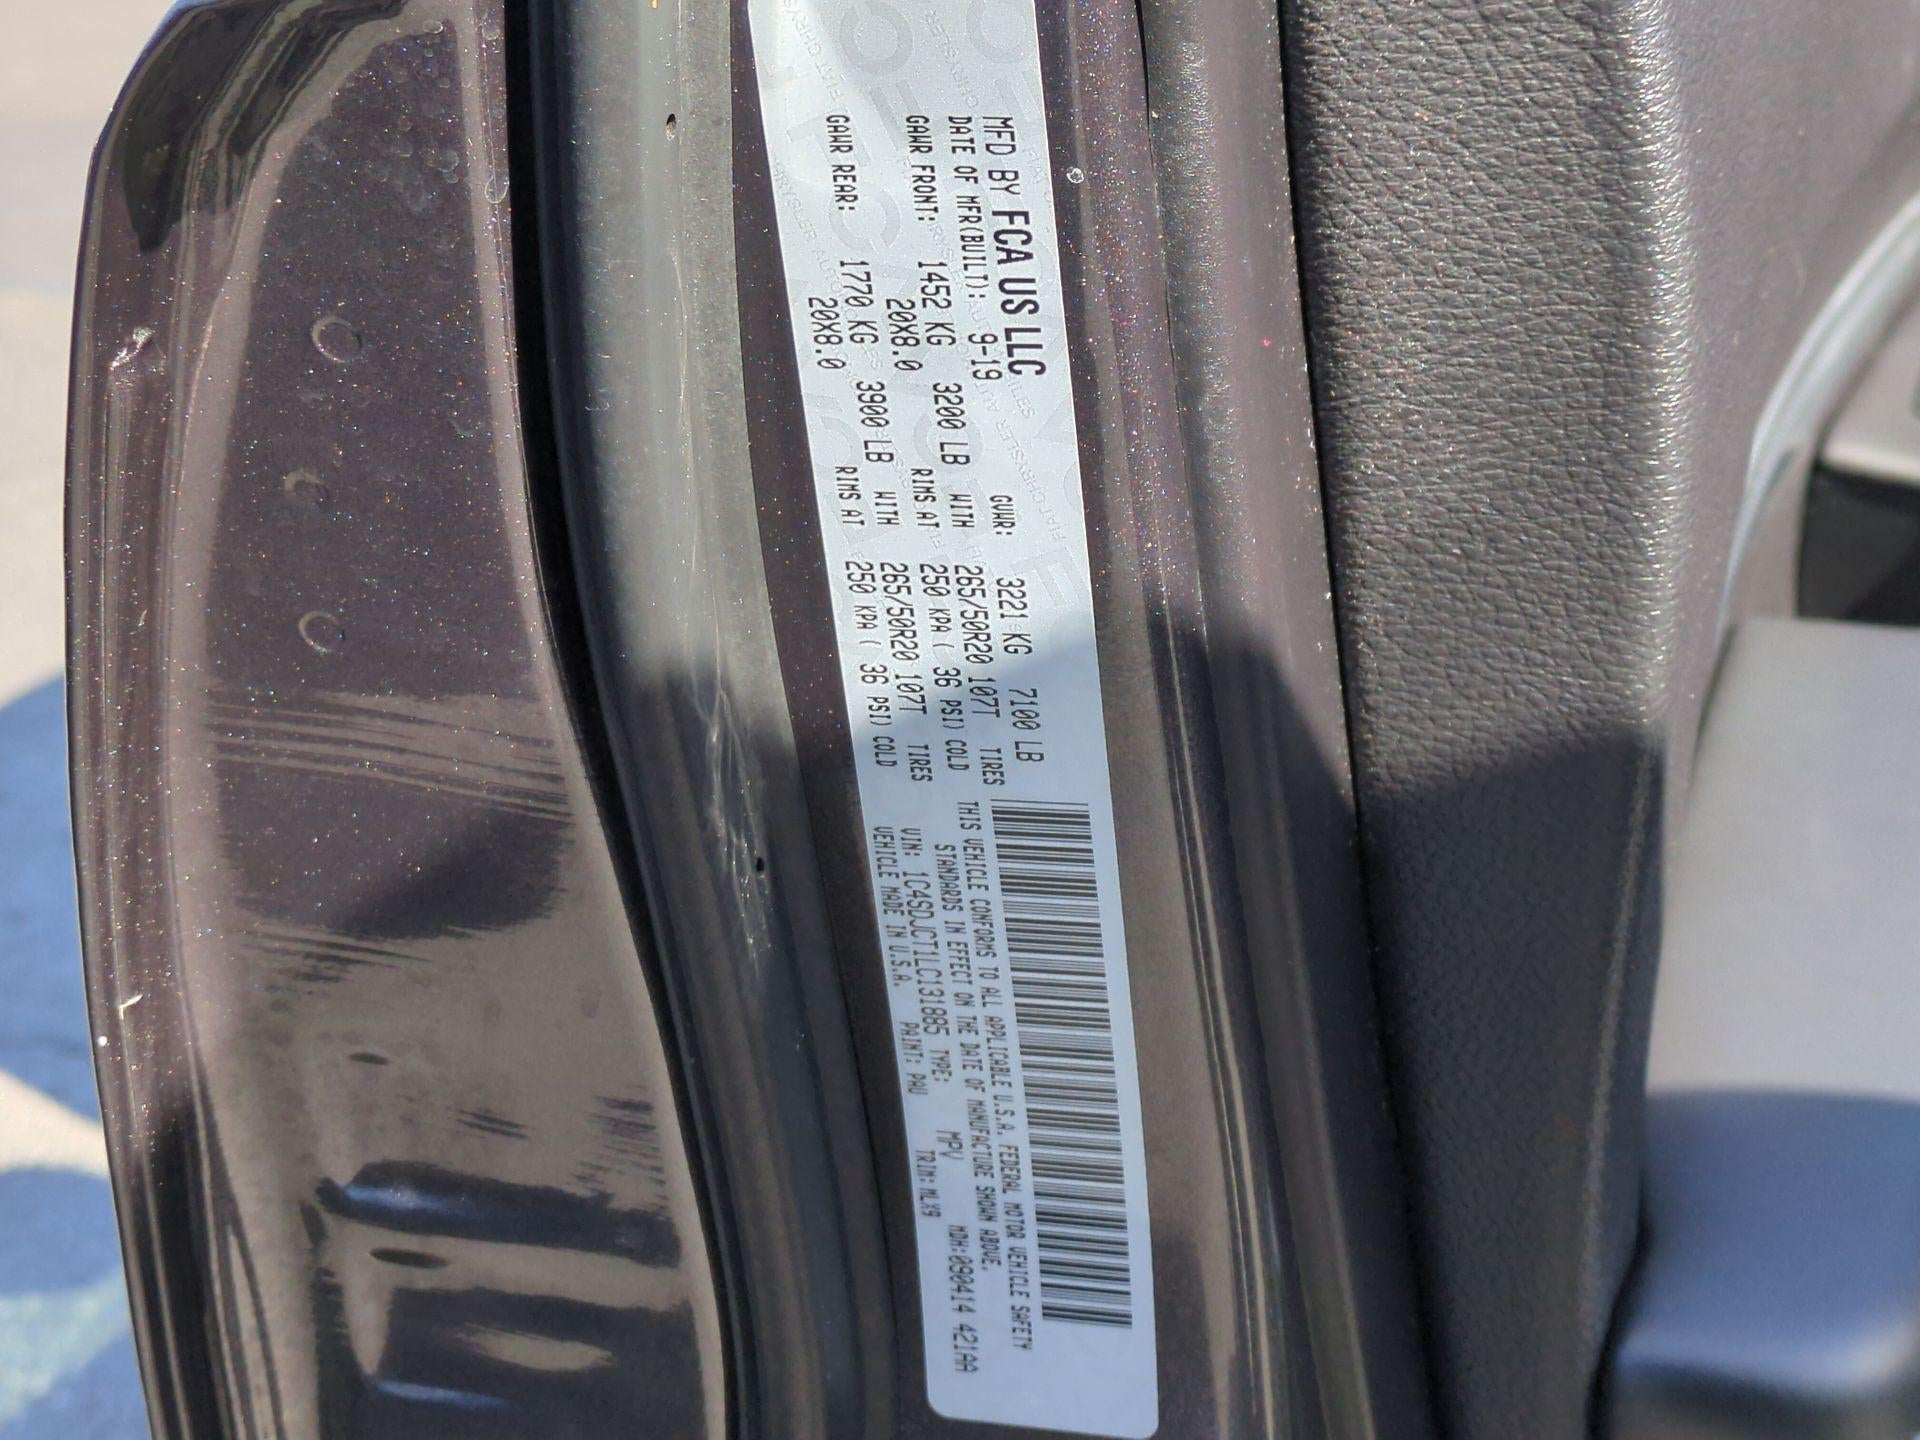 MFD BY FCA US LLC
DATE OF MFR(BUILT): 9-19 GVWR: 3221 KG 7100 LB
GAWR FRONT: 1452 KG 3200 LB WITH 265/50R20 107T TIRES
20X8.0 RIMS AT 250 KPA ( 36 PSI) COLD
GAWR REAR: 1770 KG 3900 LB WITH 265/50R20 107T TIRES
20X8.0 RIMS AT 250 KPA ( 36 PSI) COLD
THIS VEHICLE CONFORMS TO ALL APPLICABLE U.S.A. FEDERAL MOTOR VEHICLE SAFETY
STANDARDS IN EFFECT ON THE DATE OF MANUFACTURE SHOWN ABOVE.
VIN: 1C4SDJCT1LC131885 TYPE: MPV MDH:090414 421AA
VEHICLE MADE IN U.S.A. PAINT: PAU TRIM:MLX9